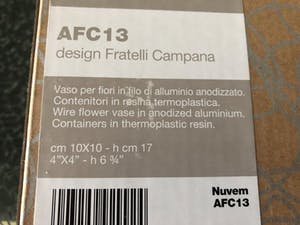 AFC13
design Fratelli Campana
Vaso per fiori in filo di alluminio anodizzato.
Contenitori in resina termoplastica.
Wire flower vase in anodized aluminium.
Containers in thermoplastic resin.
cm 10X10 - h cm 17
4"X4" - h 6 ¾"
Nuvem
AFC13